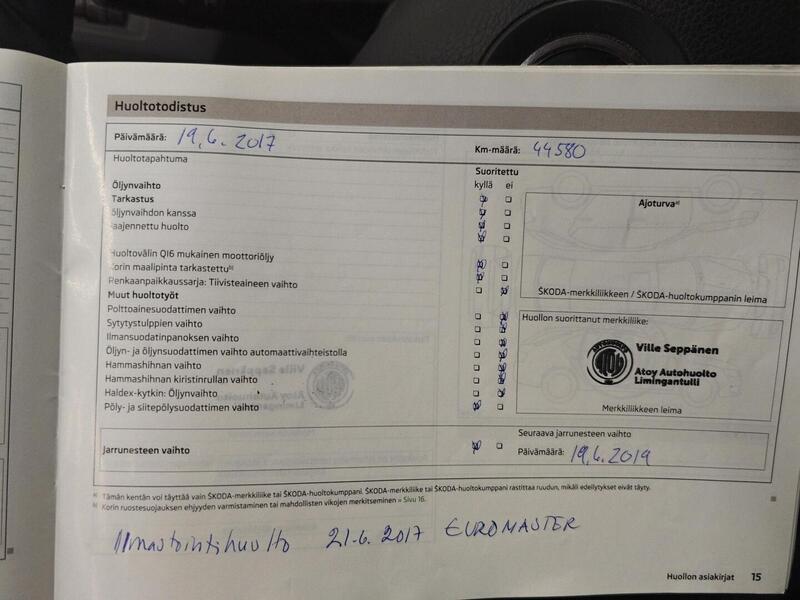 Huoltotodistus
Päivämäärä: 19.6.2017
Km-määrä: 44580
Huoltotapahtuma
Suoritettu
kyllä ei
Öljynvaihto
Tarkastus
öljynvaihdon kanssa
aajennettu huolto
Huoltovälin QI6 mukainen moottoriöljy
Korin maalipinta tarkastettu b)
Renkaanpaikkaussarja: Tiivisteaineen vaihto
Muut huoltotyöt
Polttoainesuodattimen vaihto
Sytytystulppien vaihto
Ilmansuodatinpanoksen vaihto
Öljyn- ja öljynsuodattimen vaihto automaattivaihteistolla
Hammashihnan vaihto
Hammashihnan kiristinrullan vaihto
Haldex-kytkin: Öljynvaihto
Pöly- ja siitepölysuodattimen vaihto
Jarrunesteen vaihto
Ajoturva a)
ŠKODA-merkkiliikkeen / ŠKODA-huoltokumppanin leima
Huollon suorittanut merkkiliike:
Ville Seppänen
Atoy Autohuolto
Limingantulli
Merkkiliikkeen leima
Seuraava jarrunesteen vaihto
Päivämäärä: 19.6.2019
a) Tämän kentän voi täyttää vain ŠKODA-merkkiliike tai ŠKODA-huoltokumppani. ŠKODA-merkkiliike tai ŠKODA-huoltokumppani rastittaa ruudun, mikäli edellytykset eivät täyty.
b) Korin ruostesuojauksen ehjyyden varmistaminen tai mahdollisten vikojen merkitseminen » Sivu 16.
Ilmastointihuolto 21.6.2017 EUROMASTER
Huollon asiakirjat 15